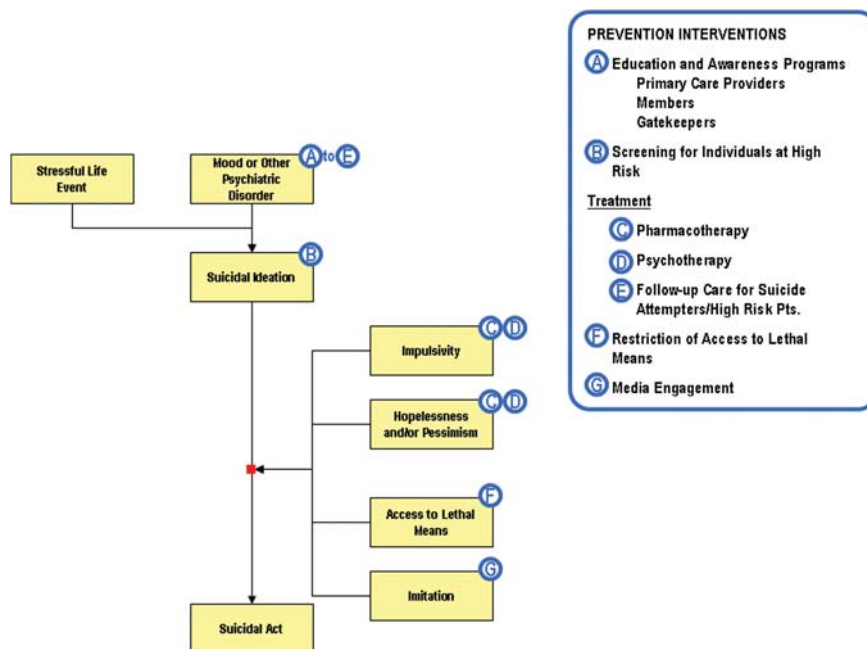 Stressful Life
Event
Mood or Other
Psychiatric
Disorder
A to E
Suicidal Ideation
B
Impulsivity
C D
Hopelessness
and/or Pessimism
C D
Access to Lethal
Means
F
Imitation
G
Suicidal Act
PREVENTION INTERVENTIONS
A Education and Awareness Programs
Primary Care Providers
Members
Gatekeepers
B Screening for Individuals at High
Risk
Treatment
C Pharmacotherapy
D Psychotherapy
E Follow-up Care for Suicide
Attempters/High Risk Pts.
F Restriction of Access to Lethal
Means
G Media Engagement